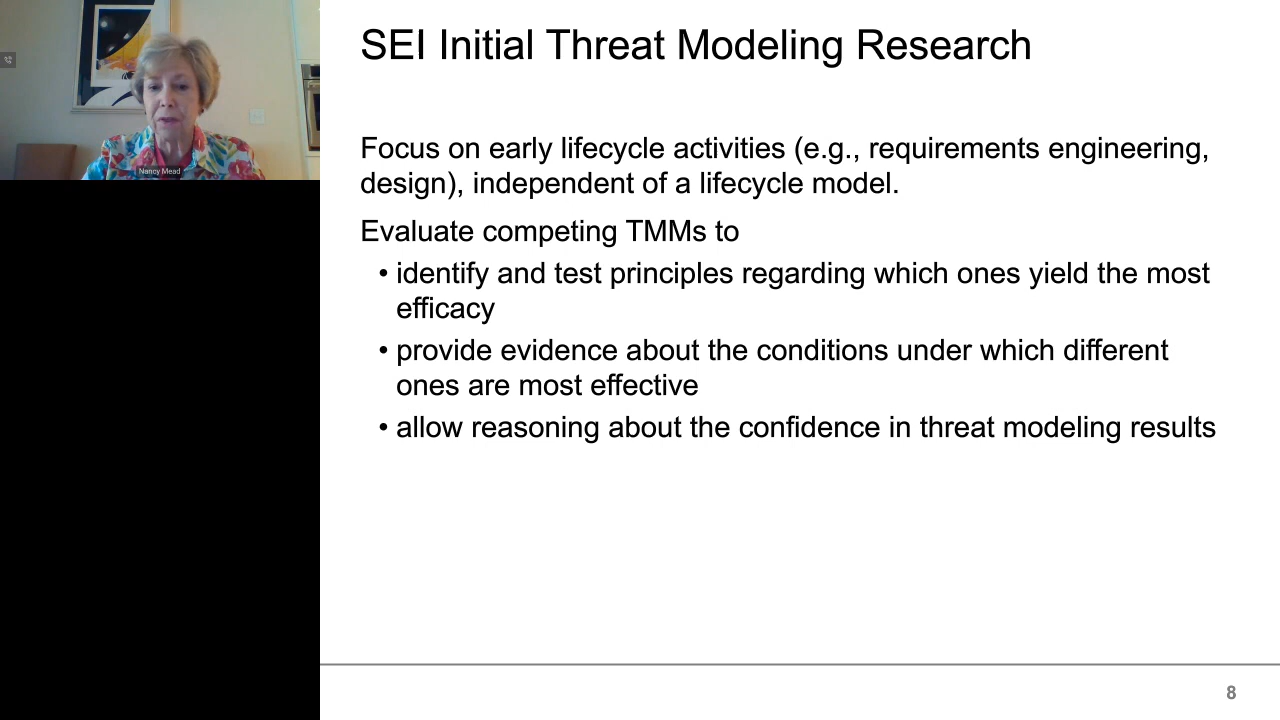 SEI Initial Threat Modeling Research
Focus on early lifecycle activities (e.g., requirements engineering,
design), independent of a lifecycle model.
Evaluate competing TMMs to
• identify and test principles regarding which ones yield the most
efficacy
• provide evidence about the conditions under which different
ones are most effective
• allow reasoning about the confidence in threat modeling results
Nancy Mead
8